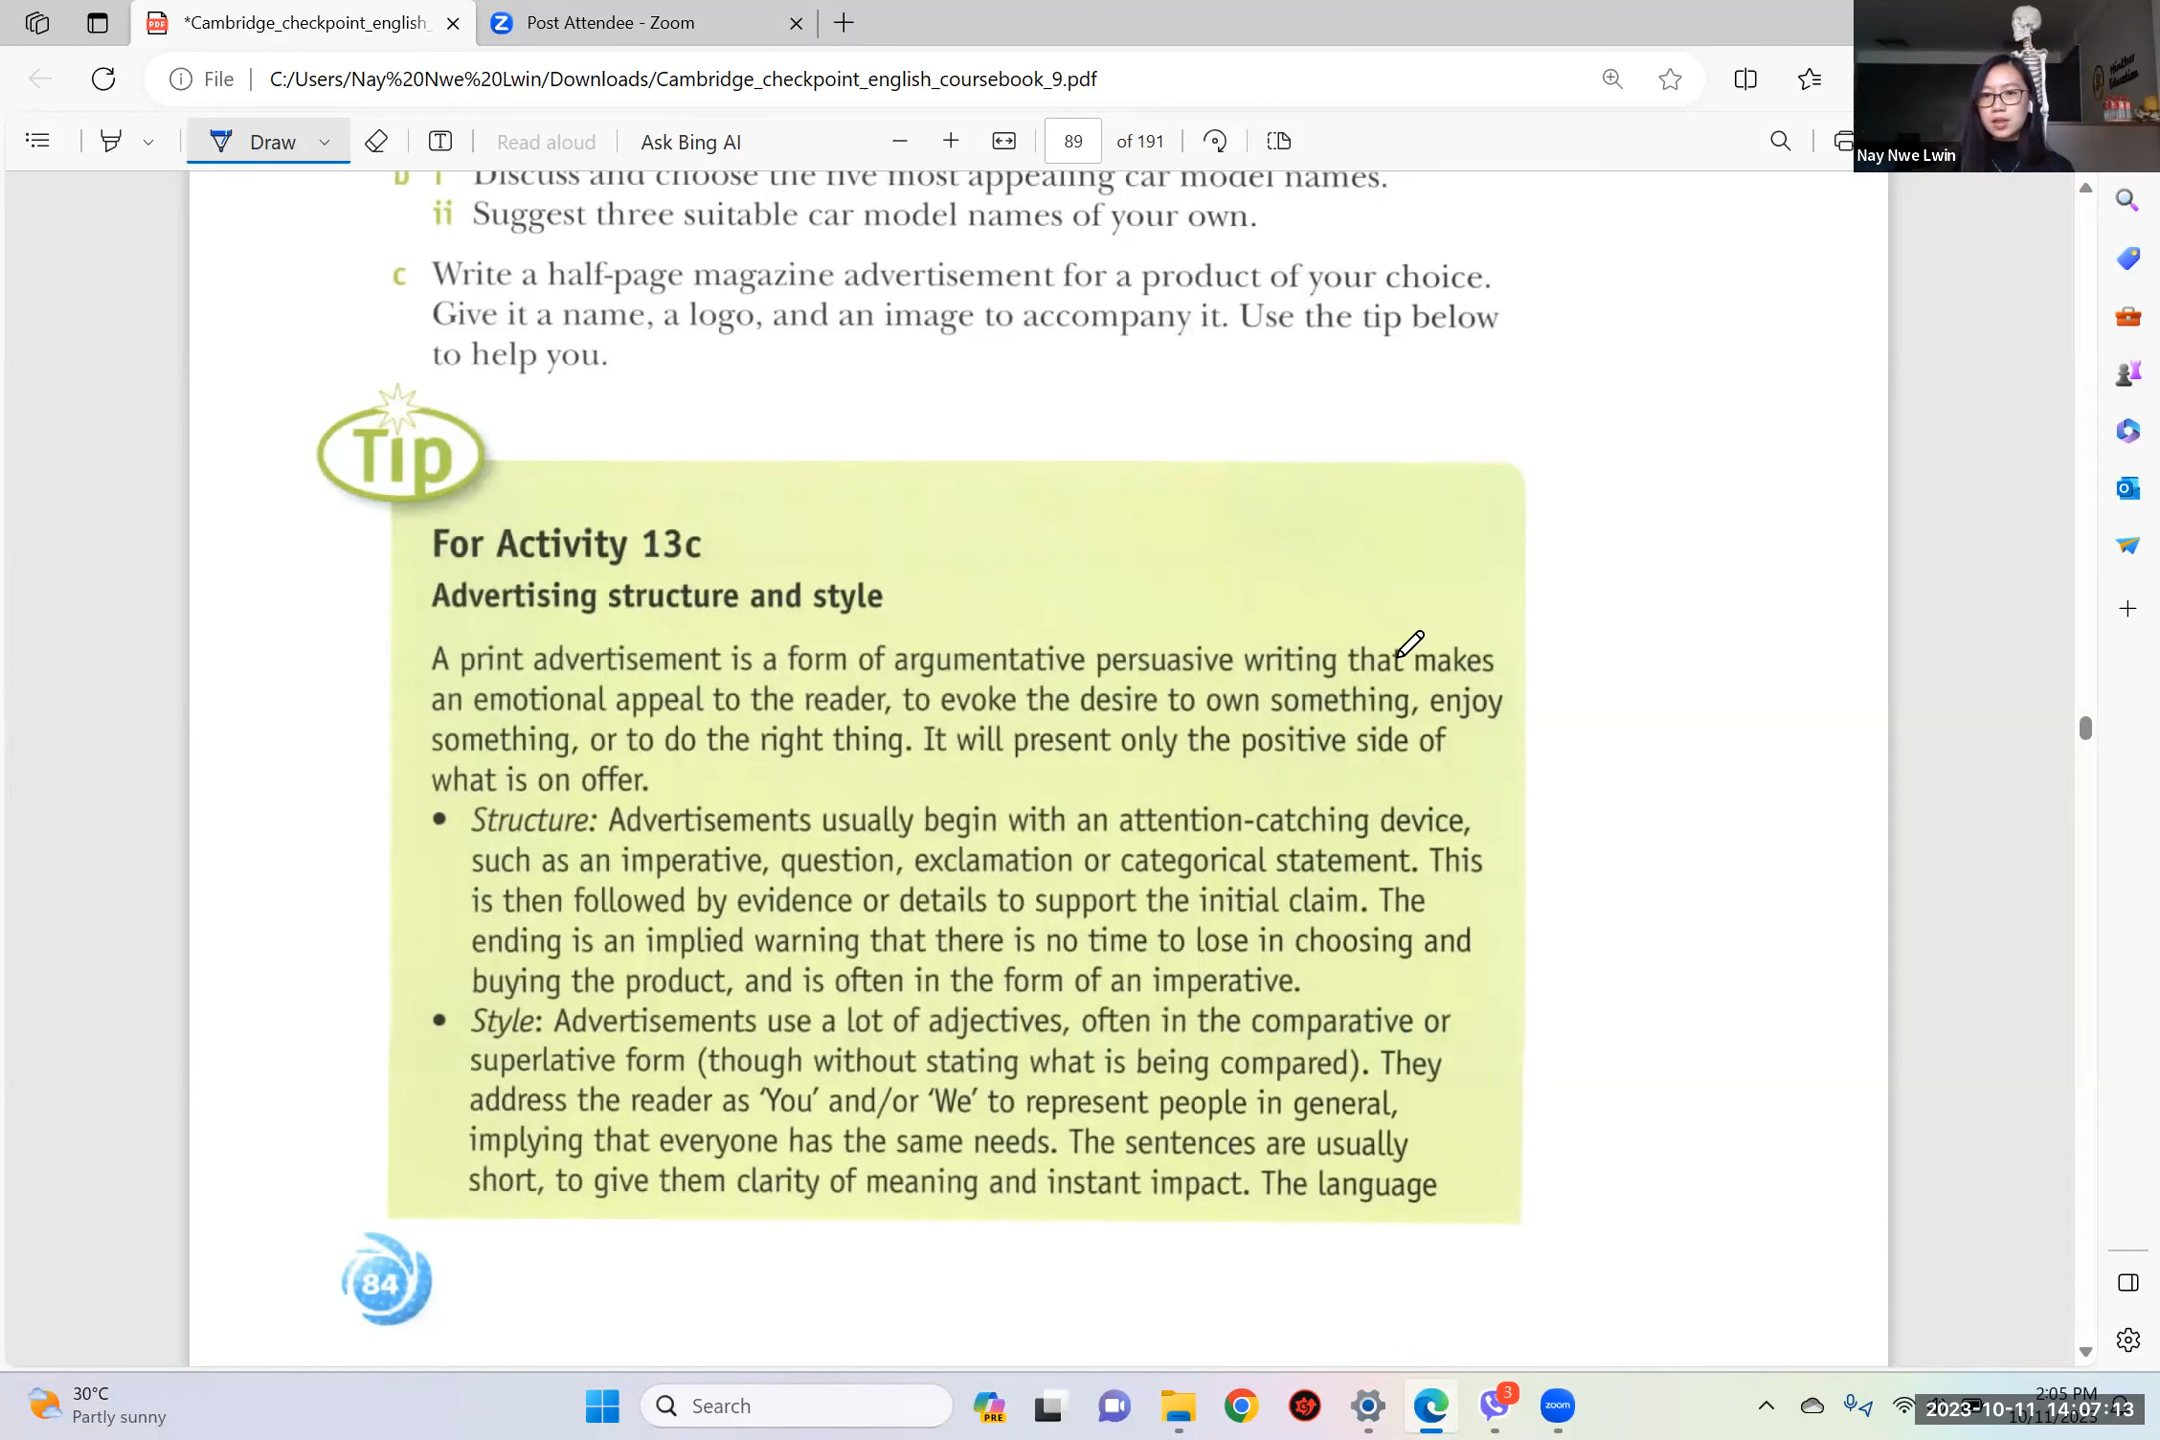 *Cambridge_checkpoint_english_
Post Attendee - Zoom
File
C:/Users/Nay%20Nwe%20Lwin/Downloads/Cambridge_checkpoint_english_coursebook_9.pdf
Draw
Read aloud
Ask Bing AI
89
of 191
Minther
Education
Nay Nwe Lwin
b i Discuss and choose the five most appealing car model names.
ii Suggest three suitable car model names of your own.
c Write a half-page magazine advertisement for a product of your choice.
Give it a name, a logo, and an image to accompany it. Use the tip below
to help you.
Tip
For Activity 13c
Advertising structure and style
A print advertisement is a form of argumentative persuasive writing that makes
an emotional appeal to the reader, to evoke the desire to own something, enjoy
something, or to do the right thing. It will present only the positive side of
what is on offer.
• Structure: Advertisements usually begin with an attention-catching device,
such as an imperative, question, exclamation or categorical statement. This
is then followed by evidence or details to support the initial claim. The
ending is an implied warning that there is no time to lose in choosing and
buying the product, and is often in the form of an imperative.
• Style: Advertisements use a lot of adjectives, often in the comparative or
superlative form (though without stating what is being compared). They
address the reader as ‘You’ and/or ‘We’ to represent people in general,
implying that everyone has the same needs. The sentences are usually
short, to give them clarity of meaning and instant impact. The language
84
30°C
Partly sunny
Search
PRE
3
zoom
2:05 PM
10/11/2023
2023-10-11 14:07:13